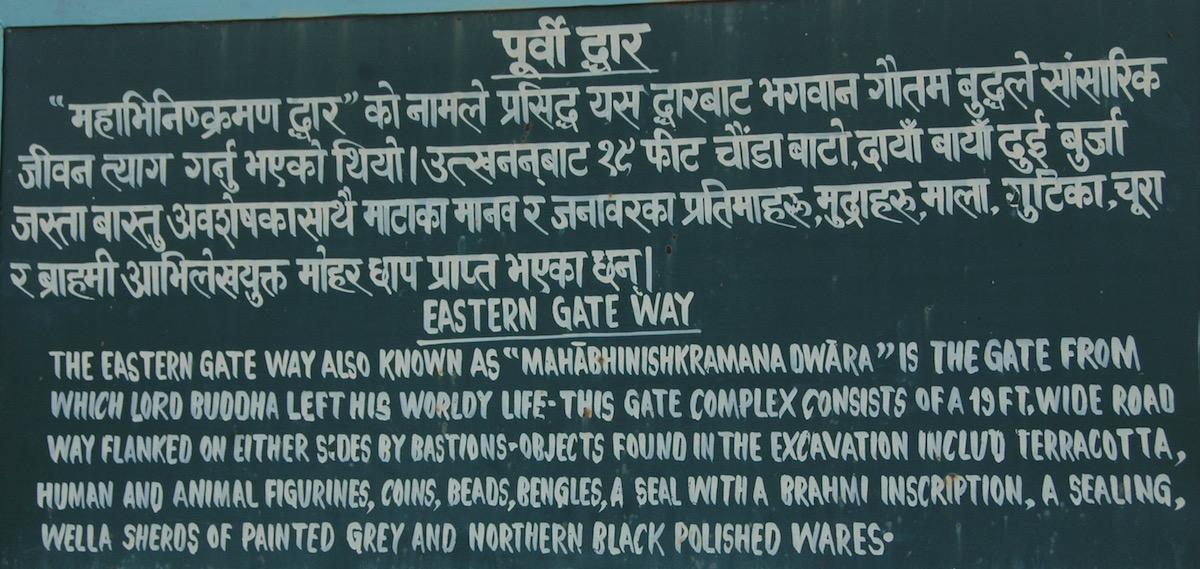 पूर्वी द्वार
“महाभिनिष्क्रमण द्वार” को नामले प्रसिद्ध यस द्वारबाट भगवान गौतम बुद्धले सांसारिक
जीवन त्याग गर्नु भएको थियो। उत्खनन्‌बाट १९ फीट चौंडा बाटो, दायाँ बायाँ दुई बुर्जा
जस्ता बास्तु अवशेषकासाथै माटाका मानव र जनावरका प्रतिमाहरू, मुद्राहरू, माला, गुटिका, चूरा
र ब्राहमी आभिलेखयुक्त मोहर छाप प्राप्त भएका छन्।
EASTERN GATE WAY
THE EASTERN GATE WAY ALSO KNOWN AS “MAHĀBHINISHKRAMANA DWĀRA” IS THE GATE FROM
WHICH LORD BUDDHA LEFT HIS WORLDY LIFE-THIS GATE COMPLEX CONSISTS OF A 19 FT. WIDE ROAD
WAY FLANKED ON EITHER SIDES BY BASTIONS-OBJECTS FOUND IN THE EXCAVATION INCLUD TERRACOTTA,
HUMAN AND ANIMAL FIGURINES, COINS, BEADS, BENGLES, A SEAL WITH A BRAHMI INSCRIPTION, A SEALING,
WELLA SHERDS OF PAINTED GREY AND NORTHERN BLACK POLISHED WARES.